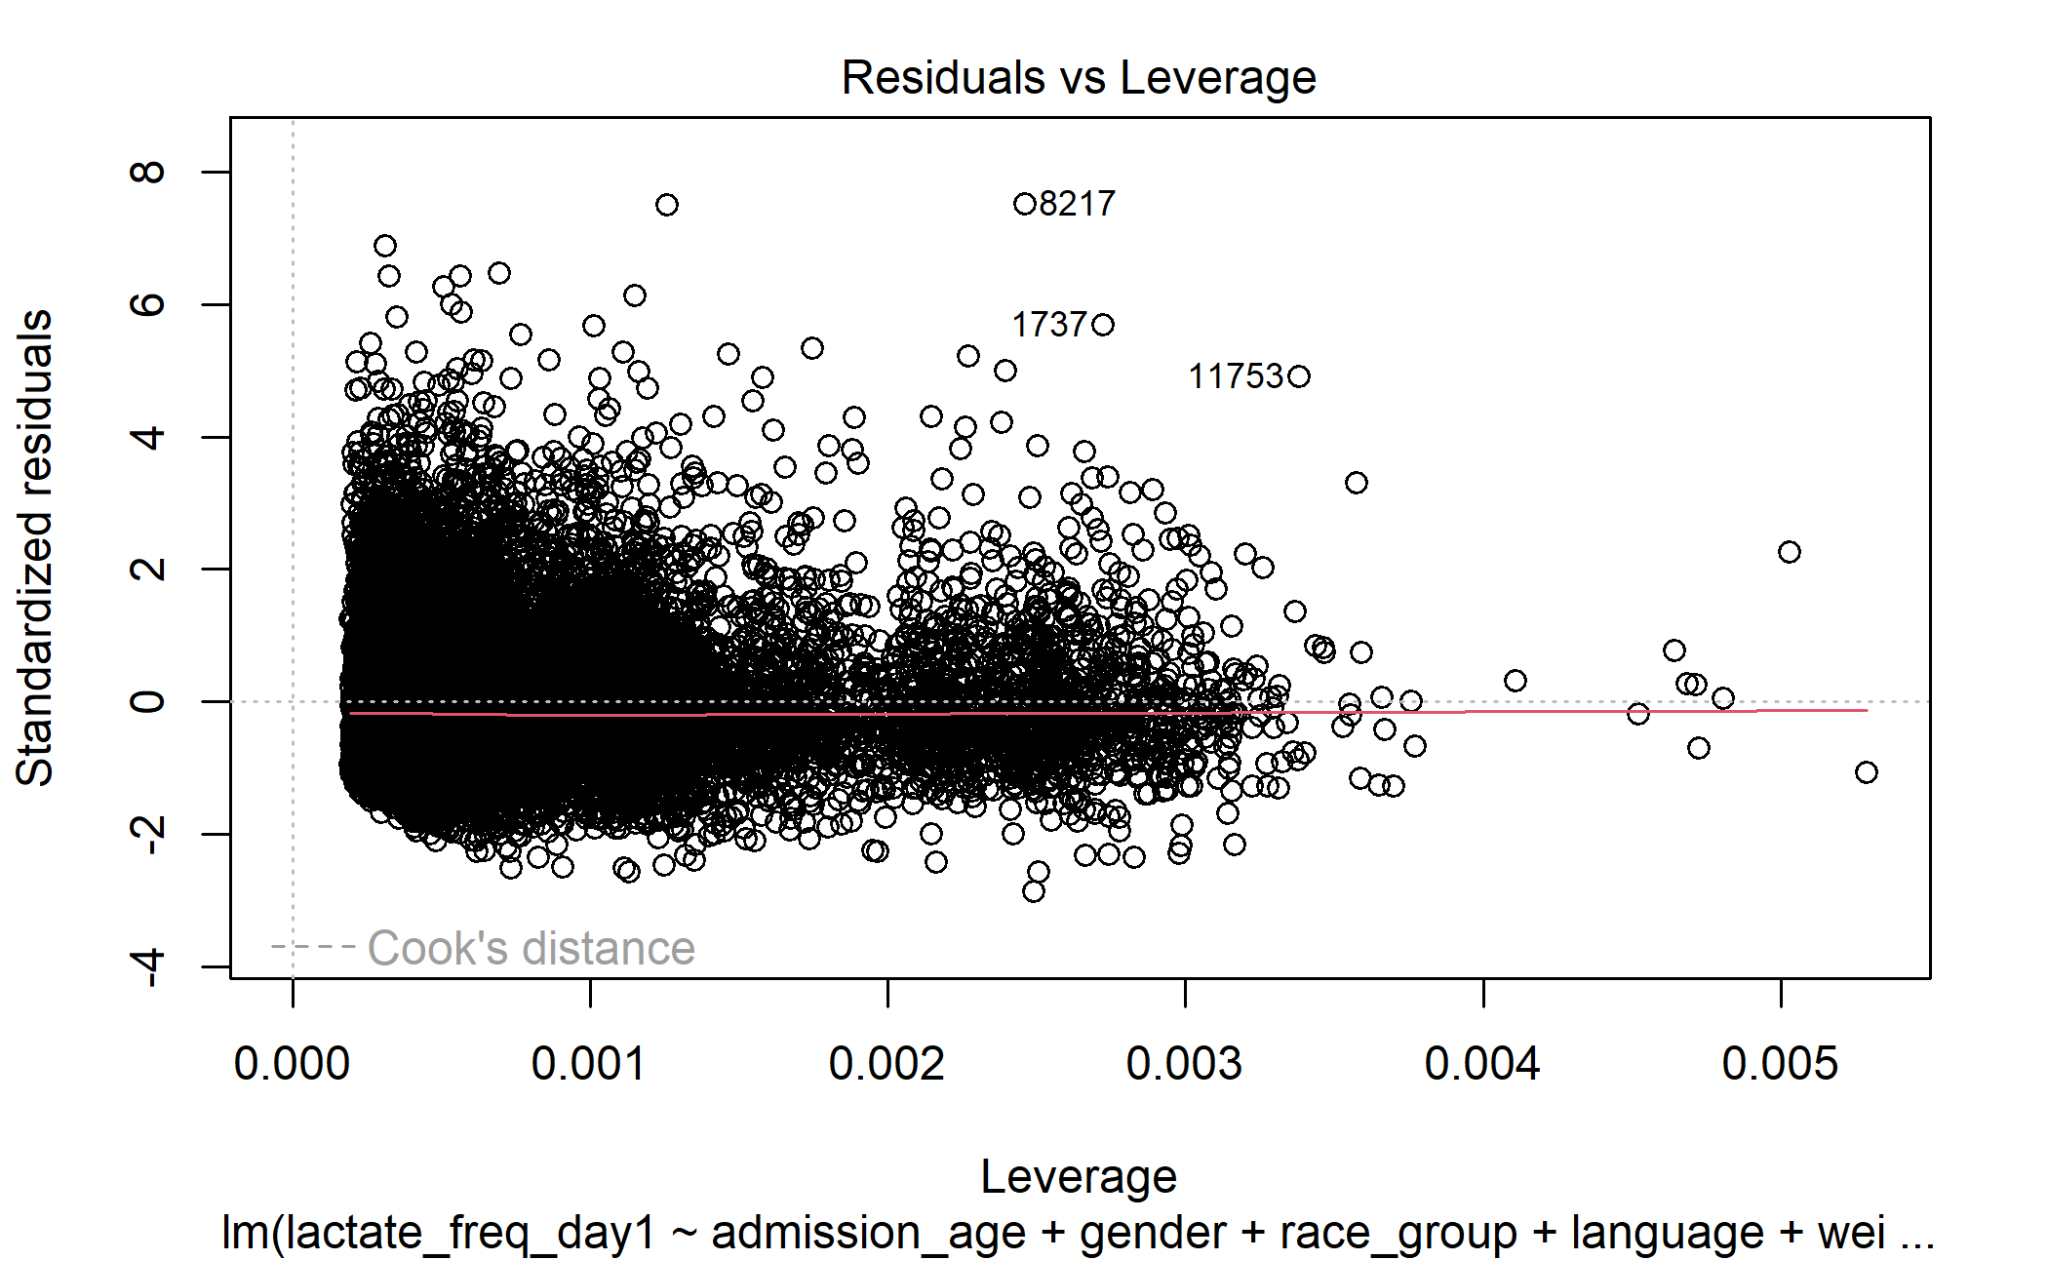 Residuals vs Leverage
Standardized residuals
8
6
4
2
0
-2
-4
8217
1737
11753
Cook's distance
0.000 0.001 0.002 0.003 0.004 0.005
Leverage
lm(lactate_freq_day1 ~ admission_age + gender + race_group + language + wei ...